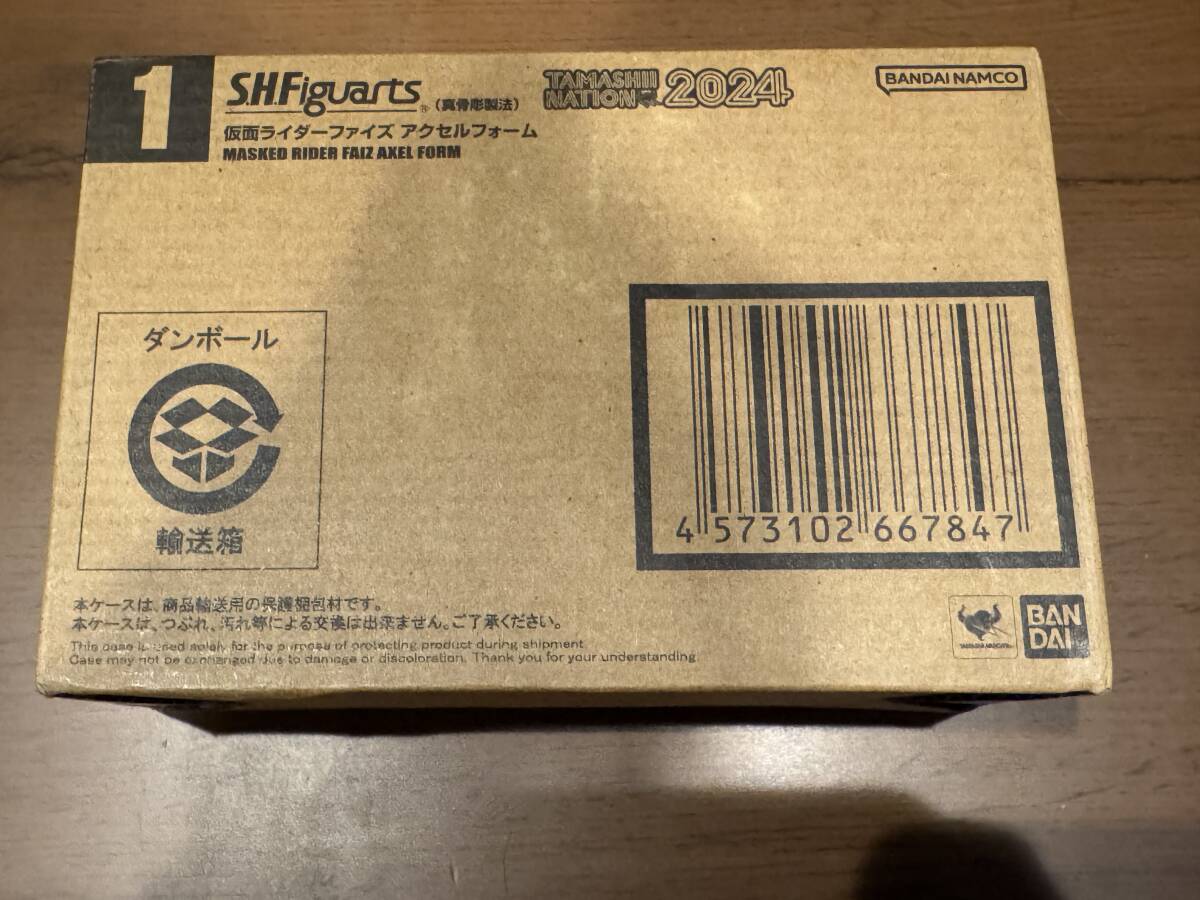 1
S.H.Figuarts® (真骨彫製法)
TAMASHII NATION 2024
BANDAI NAMCO
仮面ライダーファイズ アクセルフォーム
MASKED RIDER FAIZ AXEL FORM
ダンボール
輸送箱
4 573102 667847
本ケースは、商品輸送用の保護梱包材です。
本ケースは、つぶれ、汚れ等による交換は出来ません。ご了承ください。
This case is used solely for the purpose of protecting product during shipment.
Case may not be exchanged due to damage or discoloration. Thank you for your understanding.
TAMASHII NATIONS
BAN
DAI